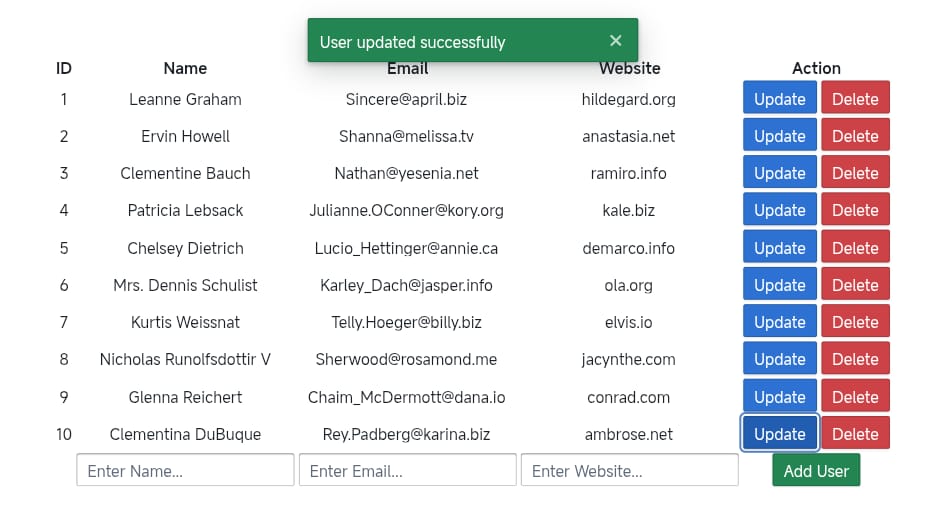 User updated successfully ×
ID Name Email Website Action
1 Leanne Graham Sincere@april.biz hildegard.org Update Delete
2 Ervin Howell Shanna@melissa.tv anastasia.net Update Delete
3 Clementine Bauch Nathan@yesenia.net ramiro.info Update Delete
4 Patricia Lebsack Julianne.OConner@kory.org kale.biz Update Delete
5 Chelsey Dietrich Lucio_Hettinger@annie.ca demarco.info Update Delete
6 Mrs. Dennis Schulist Karley_Dach@jasper.info ola.org Update Delete
7 Kurtis Weissnat Telly.Hoeger@billy.biz elvis.io Update Delete
8 Nicholas Runolfsdottir V Sherwood@rosamond.me jacynthe.com Update Delete
9 Glenna Reichert Chaim_McDermott@dana.io conrad.com Update Delete
10 Clementina DuBuque Rey.Padberg@karina.biz ambrose.net Update Delete
Enter Name... Enter Email... Enter Website... Add User